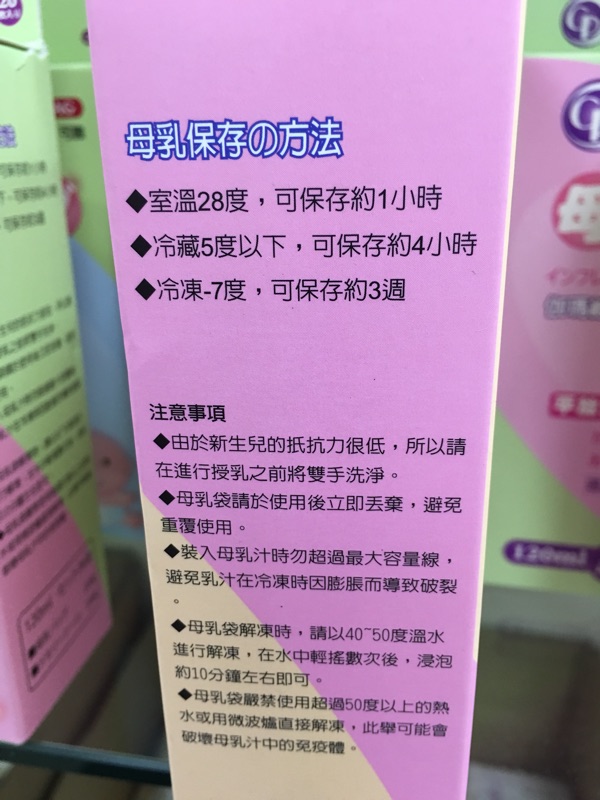 母乳保存の方法
◆室溫28度，可保存約1小時
◆冷藏5度以下，可保存約4小時
◆冷凍-7度，可保存約3週
注意事項
◆由於新生兒的抵抗力很低，所以請
在進行授乳之前將雙手洗淨。
◆母乳袋請於使用後立即丟棄，避免
重覆使用。
◆裝入母乳汁時勿超過最大容量線，
避免乳汁在冷凍時因膨脹而導致破裂
。
◆母乳袋解凍時，請以40~50度溫水
進行解凍，在水中輕搖數次後，浸泡
約10分鐘左右即可。
◆母乳袋嚴禁使用超過50度以上的熱
水或用微波爐直接解凍，此舉可能會
破壞母乳汁中的免疫體。
120ml